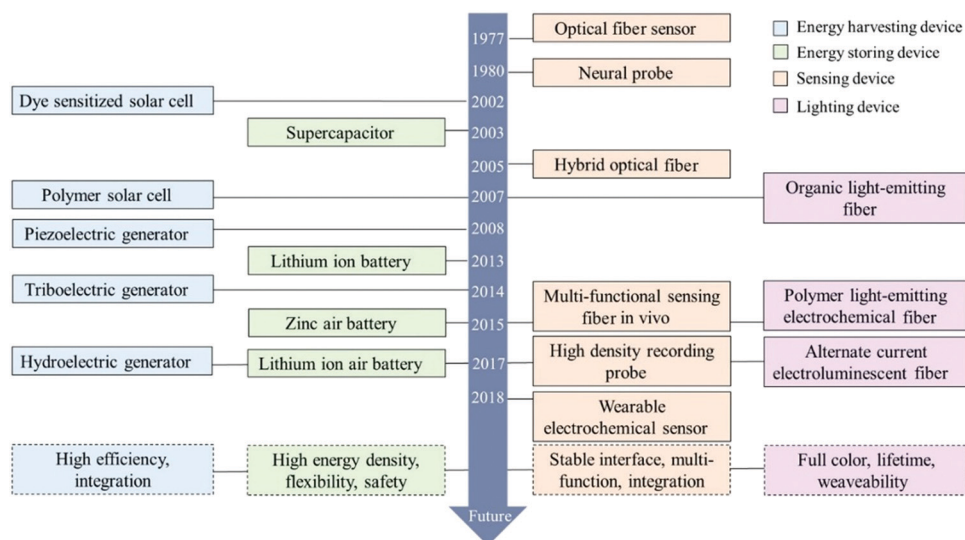 1977
Optical fiber sensor
Energy harvesting device
Energy storing device
Sensing device
Lighting device
1980
Neural probe
Dye sensitized solar cell
2002
Supercapacitor
2003
2005
Hybrid optical fiber
Polymer solar cell
2007
Organic light-emitting
fiber
Piezoelectric generator
2008
Lithium ion battery
2013
Triboelectric generator
2014
Zinc air battery
2015
Multi-functional sensing
fiber in vivo
Polymer light-emitting
electrochemical fiber
Hydroelectric generator
Lithium ion air battery
2017
High density recording
probe
Alternate current
electroluminescent fiber
2018
Wearable
electrochemical sensor
High efficiency,
integration
High energy density,
flexibility, safety
Stable interface, multi-
function, integration
Full color, lifetime,
weaveability
Future